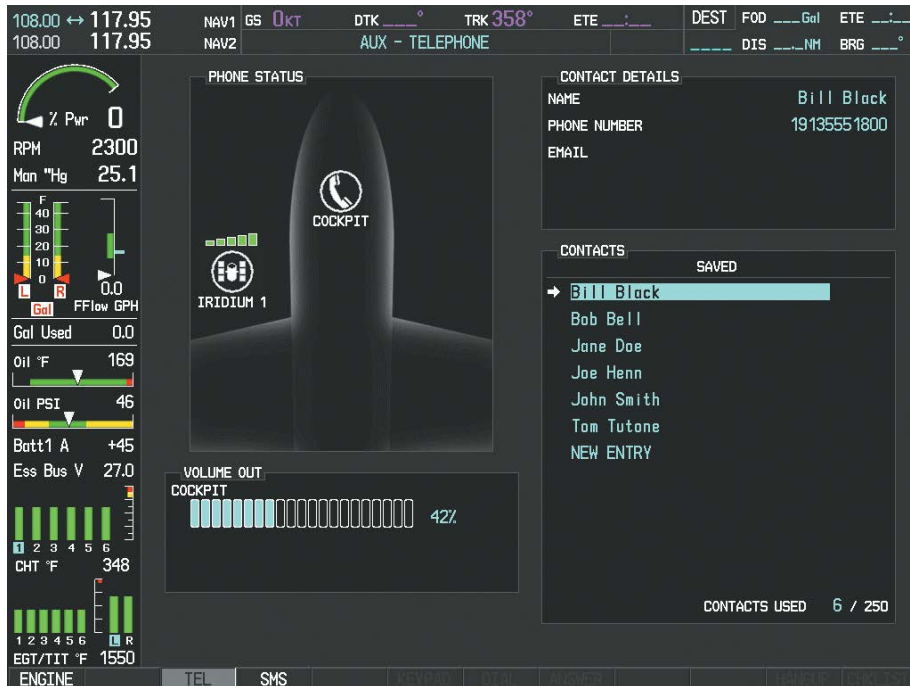 108.00 ↔ 117.95 NAV1 GS 0KT DTK ___° TRK 358° ETE __:__ DEST FOD ___Gal ETE __:__
108.00 117.95 NAV2 AUX - TELEPHONE ____ DIS __._NM BRG ___°
% Pwr 0
RPM 2300
Man "Hg 25.1
F
40
30
20
10
0
L R
Gal
0.0
FFlow GPH
Gal Used 0.0
Oil °F 169
Oil PSI 46
Batt1 A +45
Ess Bus V 27.0
1 2 3 4 5 6
CHT °F 348
1 2 3 4 5 6 L R
EGT/TIT °F 1550
PHONE STATUS
COCKPIT
IRIDIUM 1
VOLUME OUT
COCKPIT
42%
CONTACT DETAILS
NAME Bill Black
PHONE NUMBER 19135551800
EMAIL
CONTACTS
SAVED
Bill Black
Bob Bell
Jane Doe
Joe Henn
John Smith
Tom Tutone
NEW ENTRY
CONTACTS USED 6 / 250
ENGINE TEL SMS KEYPAD DIAL ANSWER HANGUP CHKLIST